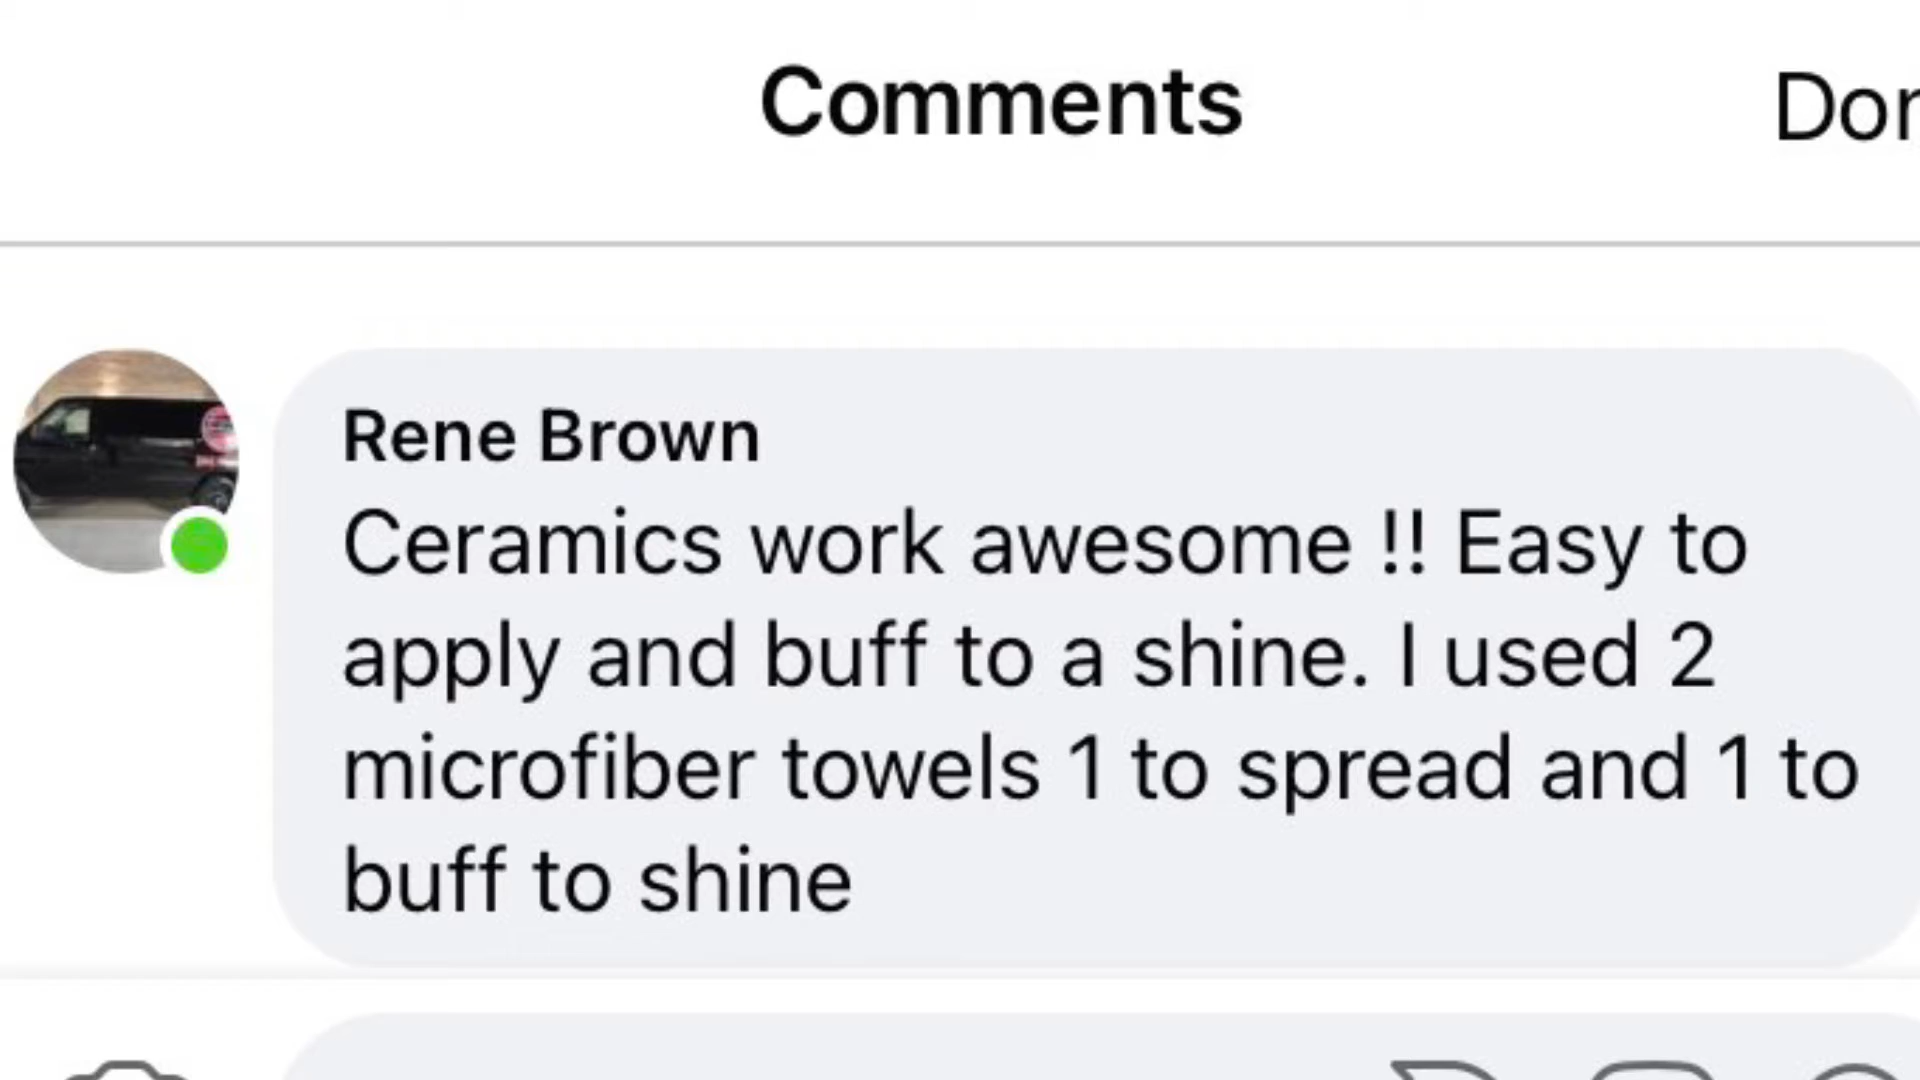 Comments
Rene Brown
Ceramics work awesome !! Easy to
apply and buff to a shine. I used 2
microfiber towels 1 to spread and 1 to
buff to shine